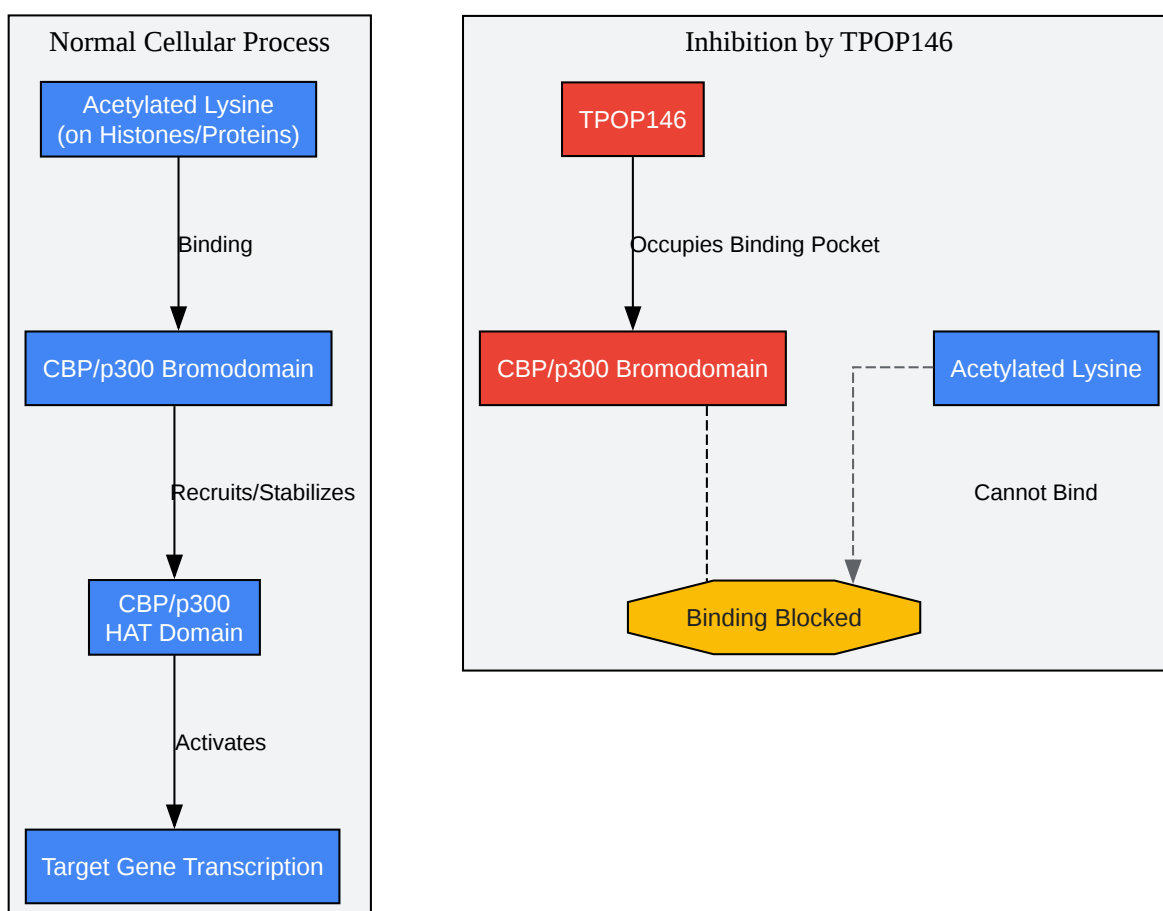 Normal Cellular Process
Acetylated Lysine
(on Histones/Proteins)
Binding
CBP/p300 Bromodomain
Recruits/Stabilizes
CBP/p300
HAT Domain
Activates
Target Gene Transcription
Inhibition by TPOP146
TPOP146
Occupies Binding Pocket
CBP/p300 Bromodomain
Acetylated Lysine
Cannot Bind
Binding Blocked